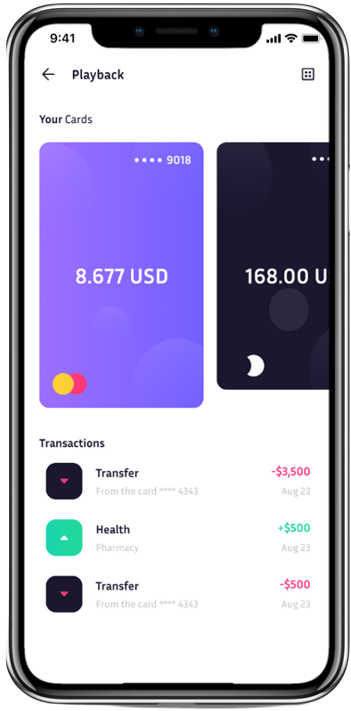 9:41
Playback
Your Cards
•••• 9018
8.677 USD
••
168.00 U
Transactions
Transfer -$3,500
From the card **** 4343 Aug 23
Health +$500
Pharmacy Aug 23
Transfer -$500
From the card **** 4343 Aug 23